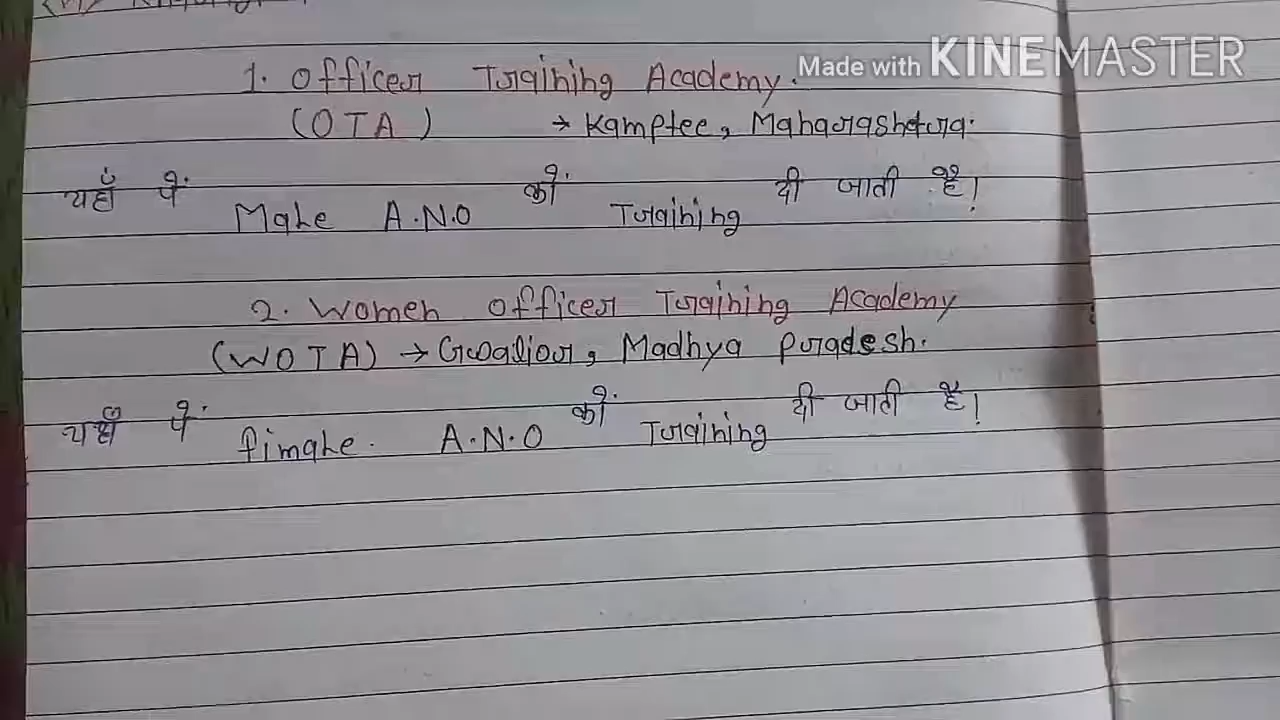 Made with KINEMASTER
1. Officer Training Academy.
(OTA) → Kamptee, Maharashtra.
यहाँ पें Male A.N.O कों Training दी जाती है।
2. Women Officer Training Academy
(WOTA) → Gwalior, Madhya Pradesh.
यहाँ पें fimale. A.N.O कों Training दी जाती है।